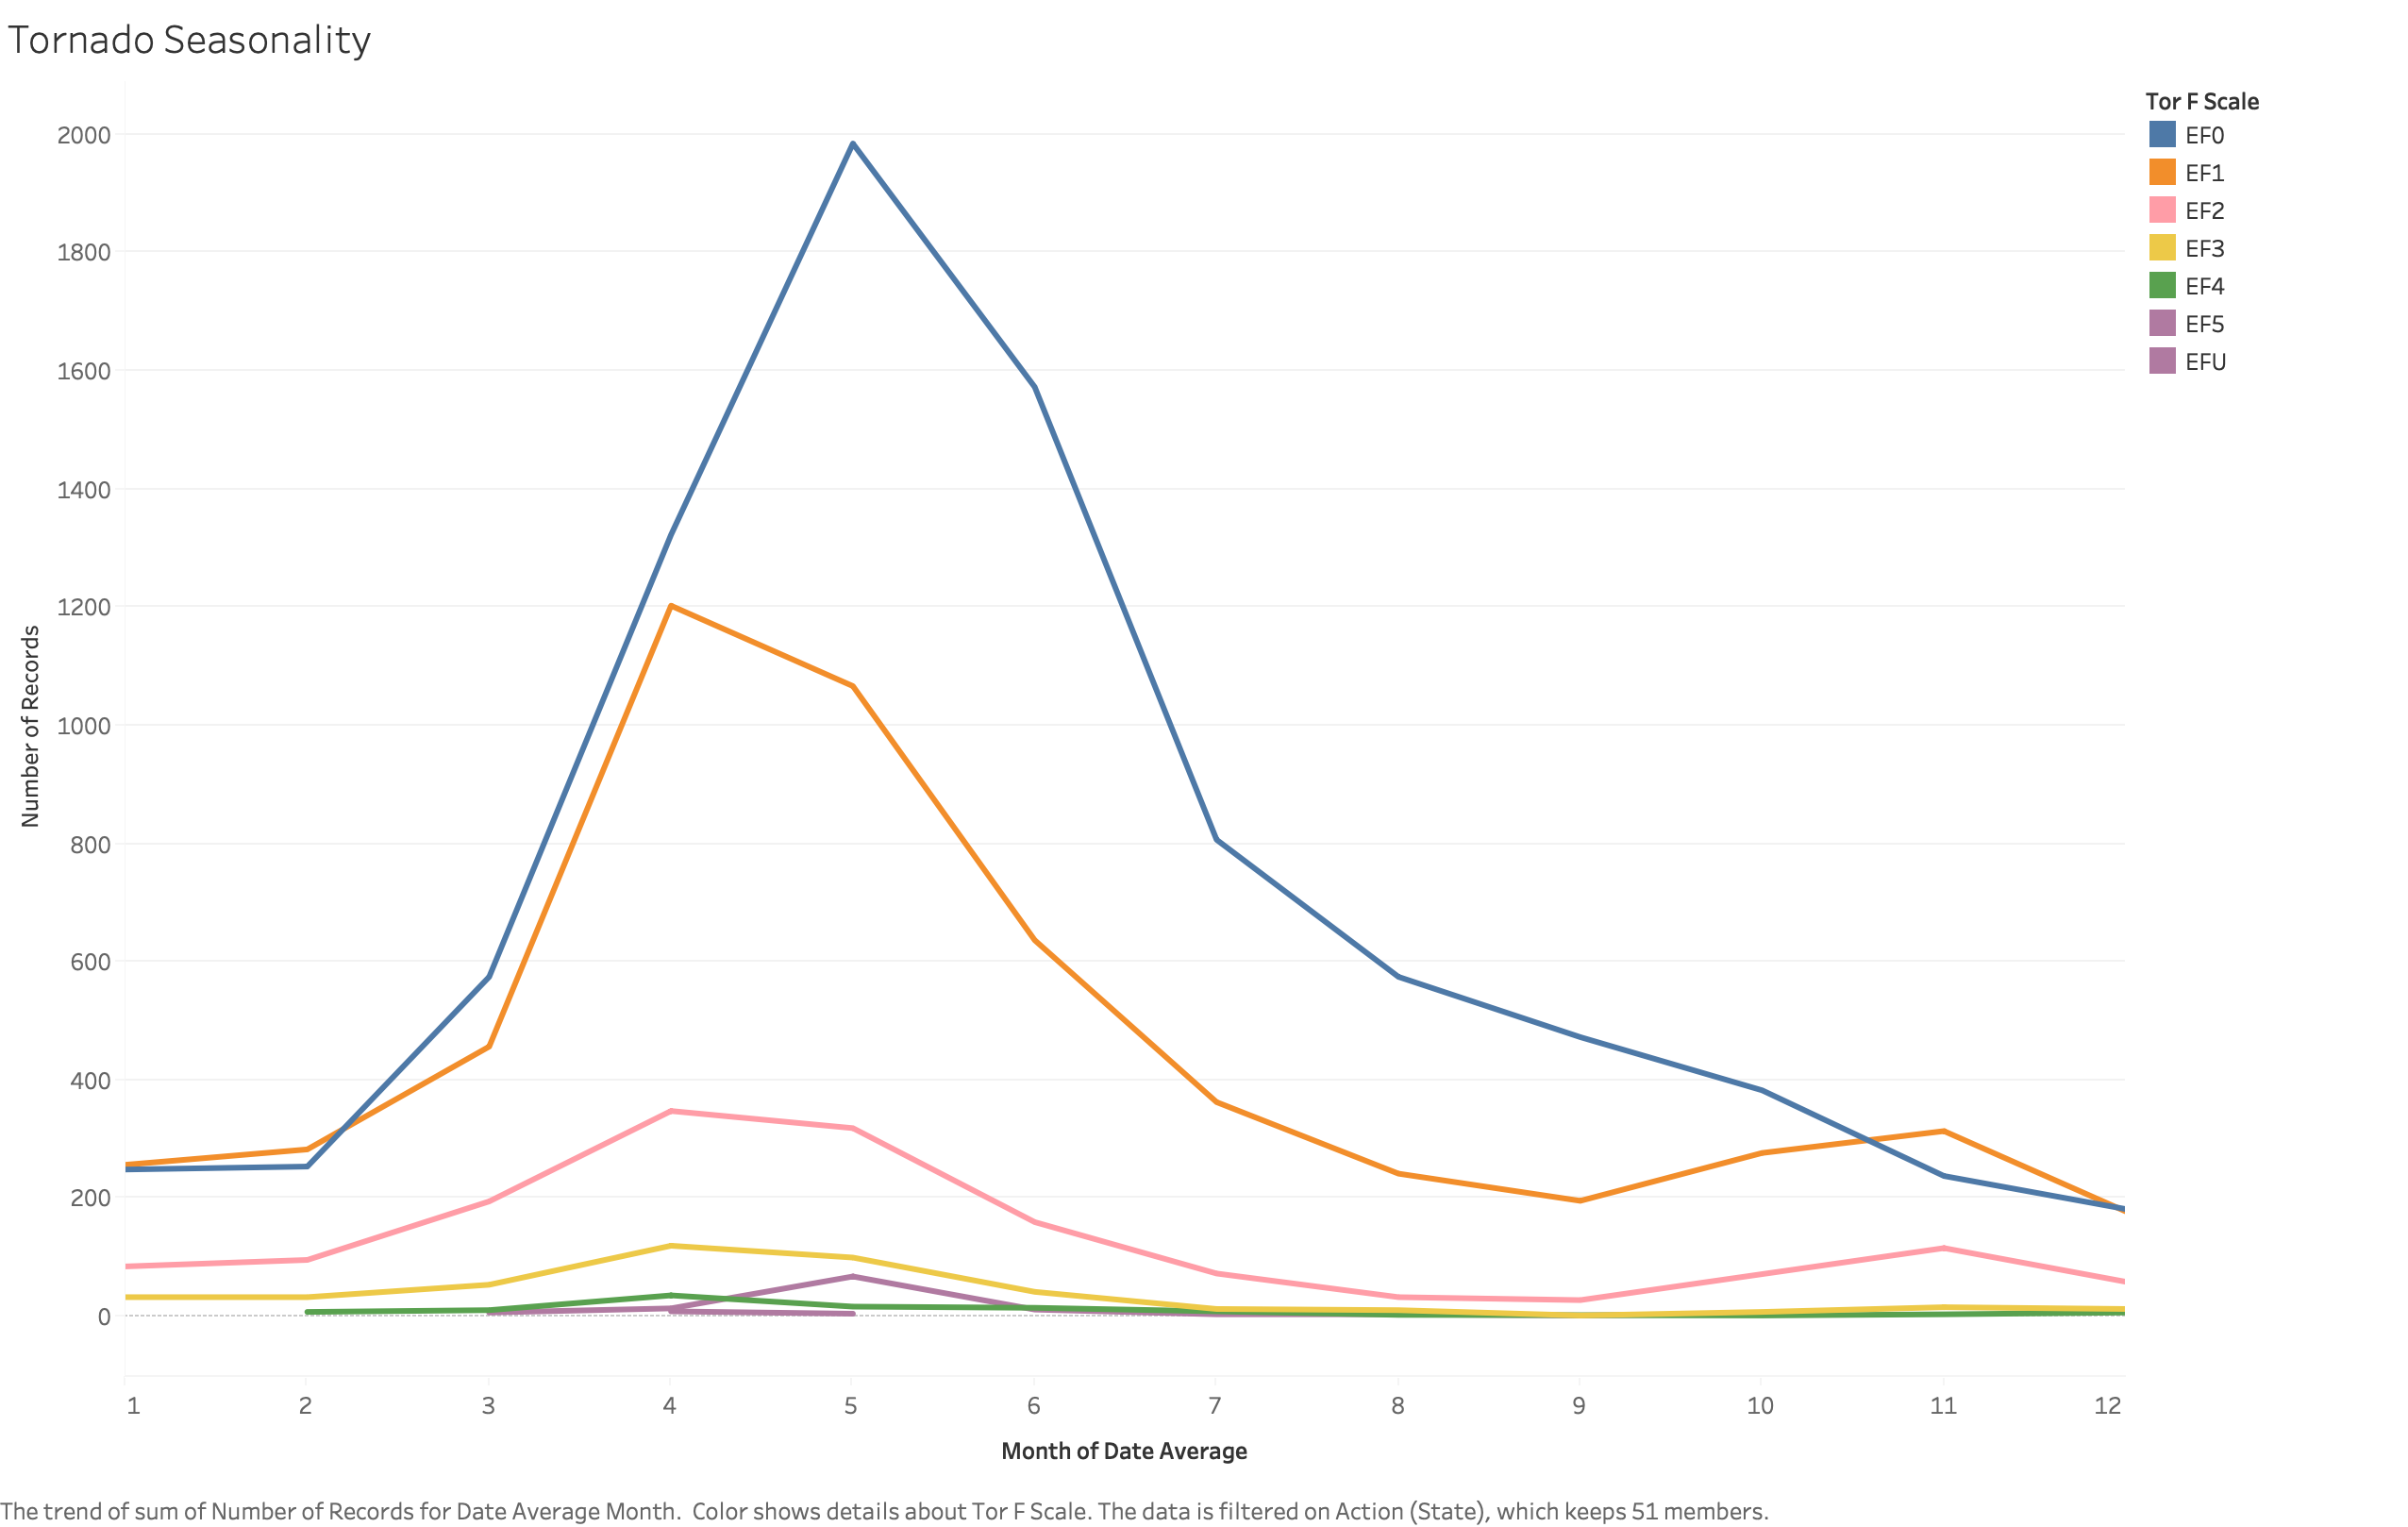 Tornado Seasonality
Tor F Scale
EF0
EF1
EF2
EF3
EF4
EF5
EFU
2000
1800
1600
1400
1200
1000
800
600
400
200
0
Number of Records
1 2 3 4 5 6 7 8 9 10 11 12
Month of Date Average
The trend of sum of Number of Records for Date Average Month.  Color shows details about Tor F Scale. The data is filtered on Action (State), which keeps 51 members.